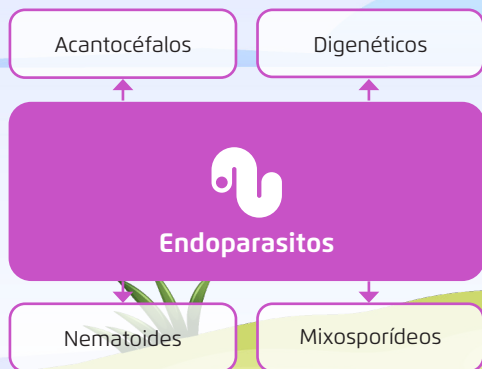 Acantocéfalos
Digenéticos
Endoparasitos
Nematoides
Mixosporídeos